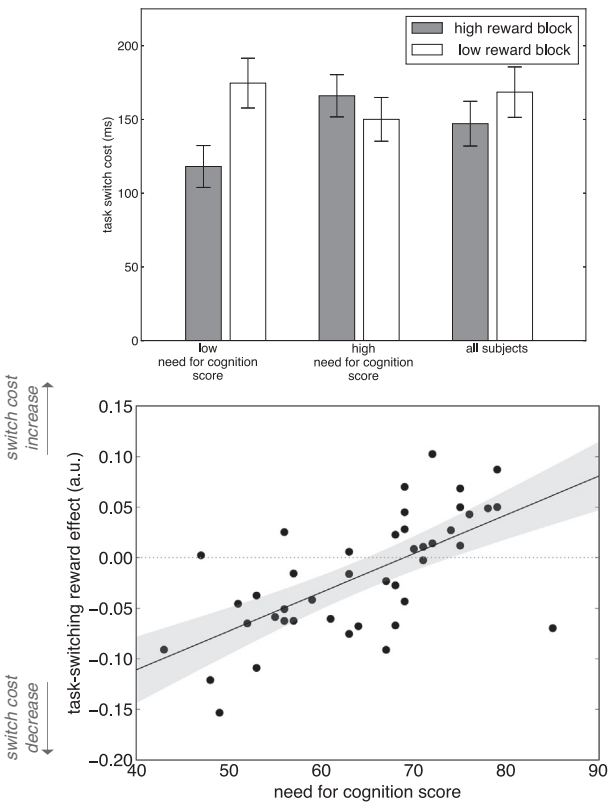 high reward block
low reward block
200
150
100
50
0
task switch cost (ms)
low
need for cognition
score
high
need for cognition
score
all subjects
switch cost
increase
switch cost
decrease
task-switching reward effect (a.u.)
0.15
0.10
0.05
0.00
−0.05
−0.10
−0.15
−0.20
40 50 60 70 80 90
need for cognition score